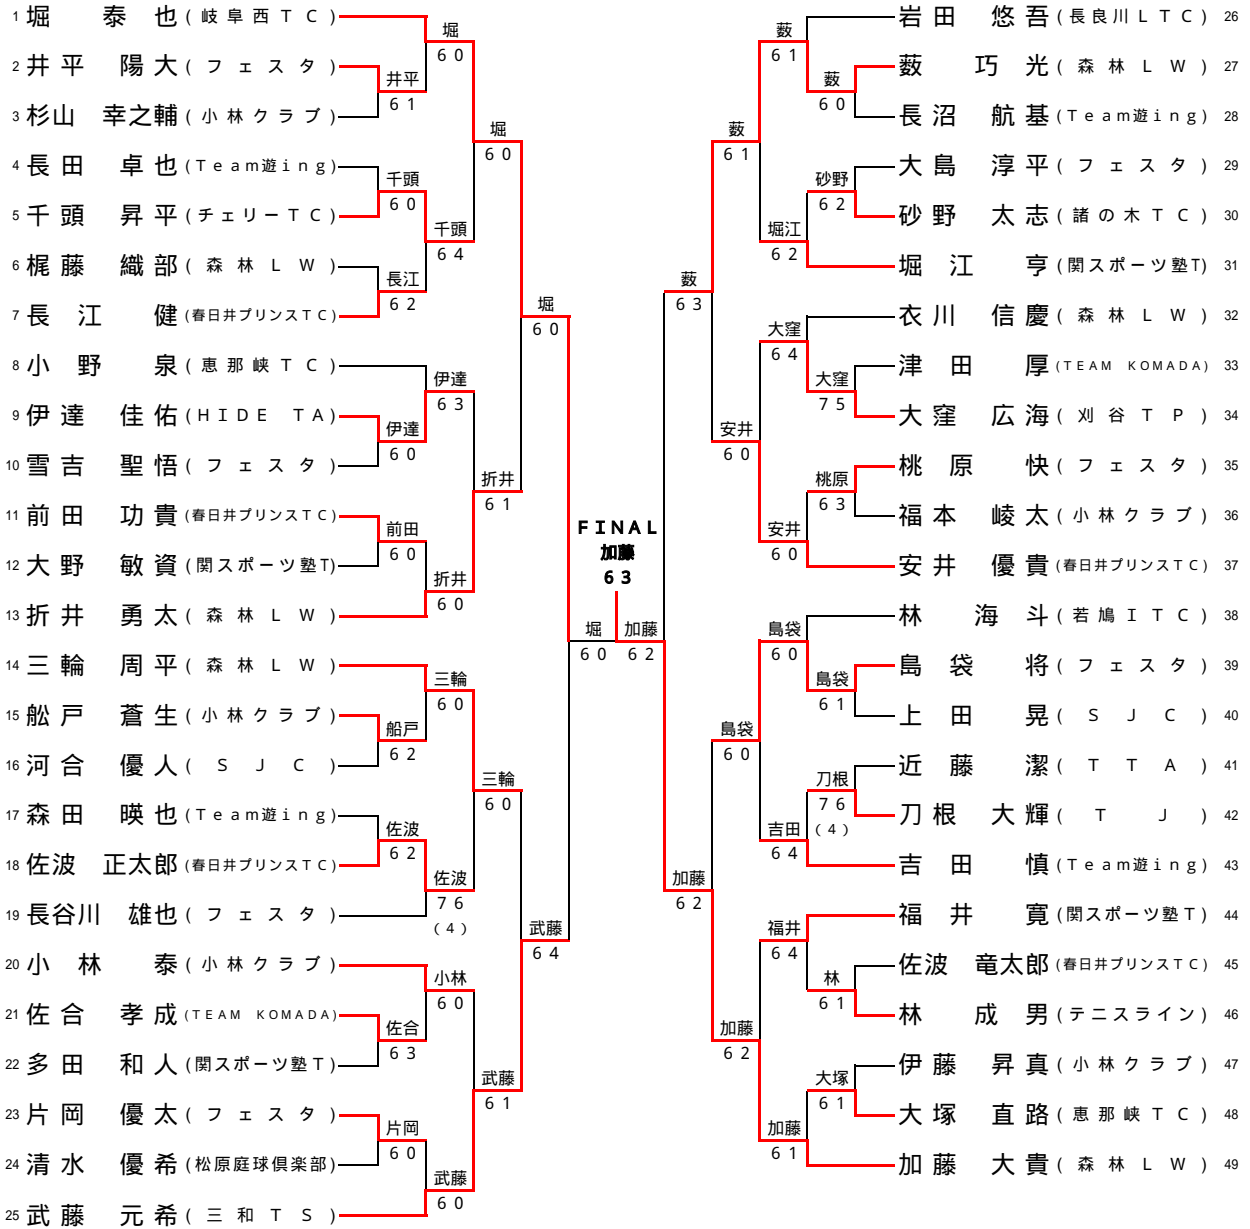 1 堀 泰也 (岐阜西TC)
2 井平 陽大 (フェスタ)
3 杉山 幸之輔 (小林クラブ)
4 長田 卓也 (Team遊ing)
5 千頭 昇平 (チェリーTC)
6 梶藤 織部 (森林LW)
7 長江 健 (春日井プリンスTC)
8 小野 泉 (恵那峡TC)
9 伊達 佳佑 (HIDE TA)
10 雪吉 聖悟 (フェスタ)
11 前田 功貴 (春日井プリンスTC)
12 大野 敏資 (関スポーツ塾T)
13 折井 勇太 (森林LW)
14 三輪 周平 (森林LW)
15 舩戸 蒼生 (小林クラブ)
16 河合 優人 (SJC)
17 森田 暎也 (Team遊ing)
18 佐波 正太郎 (春日井プリンスTC)
19 長谷川 雄也 (フェスタ)
20 小林 泰 (小林クラブ)
21 佐合 孝成 (TEAM KOMADA)
22 多田 和人 (関スポーツ塾T)
23 片岡 優太 (フェスタ)
24 清水 優希 (松原庭球倶楽部)
25 武藤 元希 (三和TS)
井平
61
千頭
60
長江
62
伊達
60
前田
60
船戸
62
佐波
62
佐合
63
片岡
60
堀
60
千頭
64
伊達
63
折井
60
三輪
60
佐波
76
(4)
小林
60
武藤
60
堀
60
折井
61
三輪
60
武藤
61
堀
60
武藤
64
堀
60
FINAL
加藤
63
加藤
62
薮
63
加藤
62
薮
61
安井
60
島袋
60
加藤
62
薮
61
堀江
62
大窪
64
安井
60
島袋
60
吉田
64
福井
64
加藤
61
薮
60
砂野
62
大窪
75
桃原
63
島袋
61
刀根
76
(4)
林
61
大塚
61
岩田 悠吾 (長良川LTC) 26
薮 巧光 (森林LW) 27
長沼 航基 (Team遊ing) 28
大島 淳平 (フェスタ) 29
砂野 太志 (諸の木TC) 30
堀江 亨 (関スポーツ塾T) 31
衣川 信慶 (森林LW) 32
津田 厚 (TEAM KOMADA) 33
大窪 広海 (刈谷TP) 34
桃原 快 (フェスタ) 35
福本 崚太 (小林クラブ) 36
安井 優貴 (春日井プリンスTC) 37
林 海斗 (若鳩ITC) 38
島袋 将 (フェスタ) 39
上田 晃 (SJC) 40
近藤 潔 (TTA) 41
刀根 大輝 (TJ) 42
吉田 慎 (Team遊ing) 43
福井 寛 (関スポーツ塾T) 44
佐波 竜太郎 (春日井プリンスTC) 45
林 成男 (テニスライン) 46
伊藤 昇真 (小林クラブ) 47
大塚 直路 (恵那峡TC) 48
加藤 大貴 (森林LW) 49